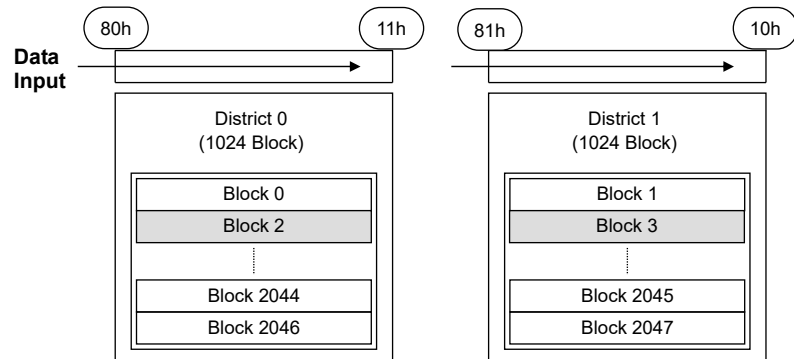 80h
11h
81h
10h
Data
Input
District 0
(1024 Block)
District 1
(1024 Block)
Block 0
Block 2
Block 2044
Block 2046
Block 1
Block 3
Block 2045
Block 2047